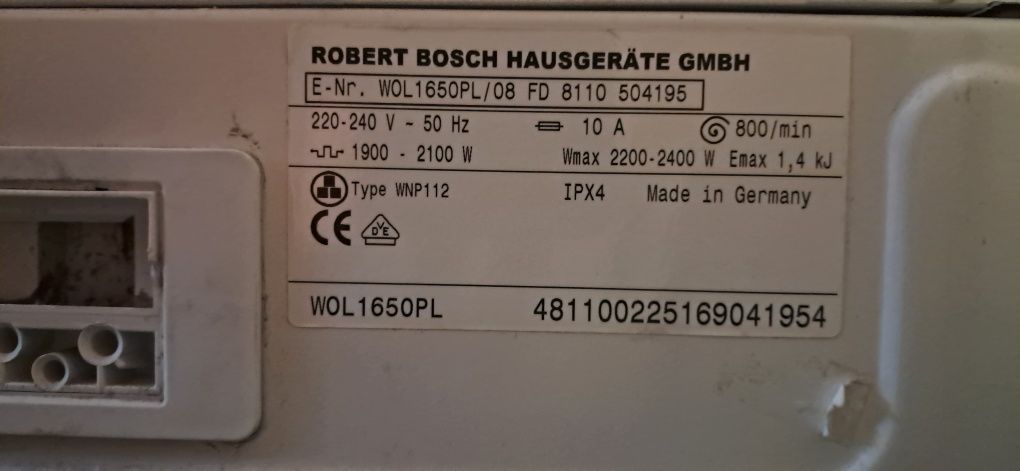 ROBERT BOSCH HAUSGERÄTE GMBH
E-Nr. WOL1650PL/08 FD 8110 504195
220-240 V ~ 50 Hz 10 A 800/min
1900 - 2100 W Wmax 2200-2400 W Emax 1,4 kJ
Type WNP112 IPX4 Made in Germany
CE DVE
WOL1650PL 481100225169041954